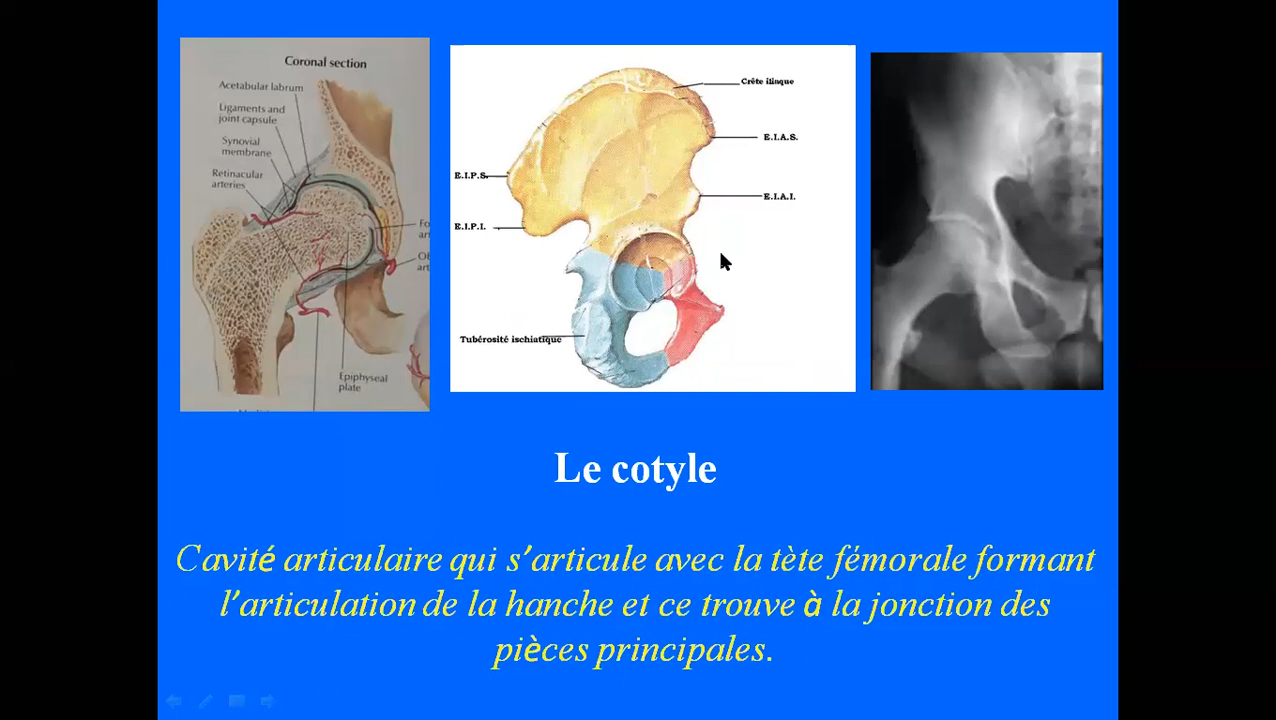 Coronal section
Acetabular labrum
Ligaments and
joint capsule
Synovial
membrane
Retinacular
arteries
Epiphyseal
plate
Crête iliaque
E.I.A.S.
E.I.P.S.
E.I.A.I.
E.I.P.I.
Tubérosité ischiatique
Le cotyle
Cavité articulaire qui s’articule avec la tète fémorale formant
l’articulation de la hanche et ce trouve à la jonction des
pièces principales.